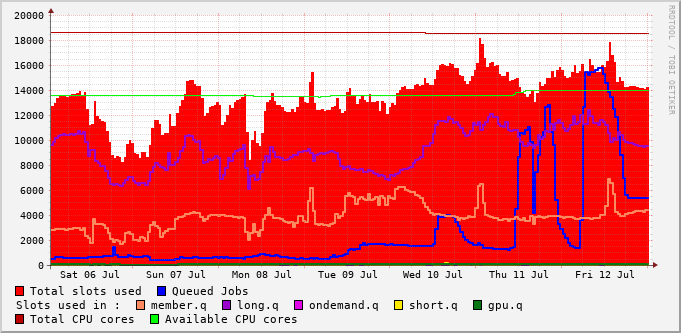 20000
18000
16000
14000
12000
10000
8000
6000
4000
2000
0
Sat 06 Jul Sun 07 Jul Mon 08 Jul Tue 09 Jul Wed 10 Jul Thu 11 Jul Fri 12 Jul
Total slots used Queued Jobs
Slots used in : member.q long.q ondemand.q short.q gpu.q
Total CPU cores Available CPU cores
RRDTOOL / TOBI OETIKER